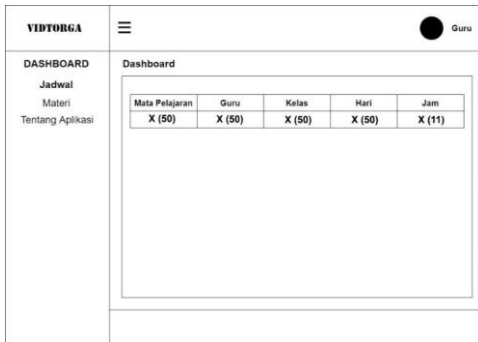 VIDTORGA
Guru
DASHBOARD
Jadwal
Materi
Tentang Aplikasi
Dashboard
Mata Pelajaran Guru Kelas Hari Jam
X (50) X (50) X (50) X (50) X (11)